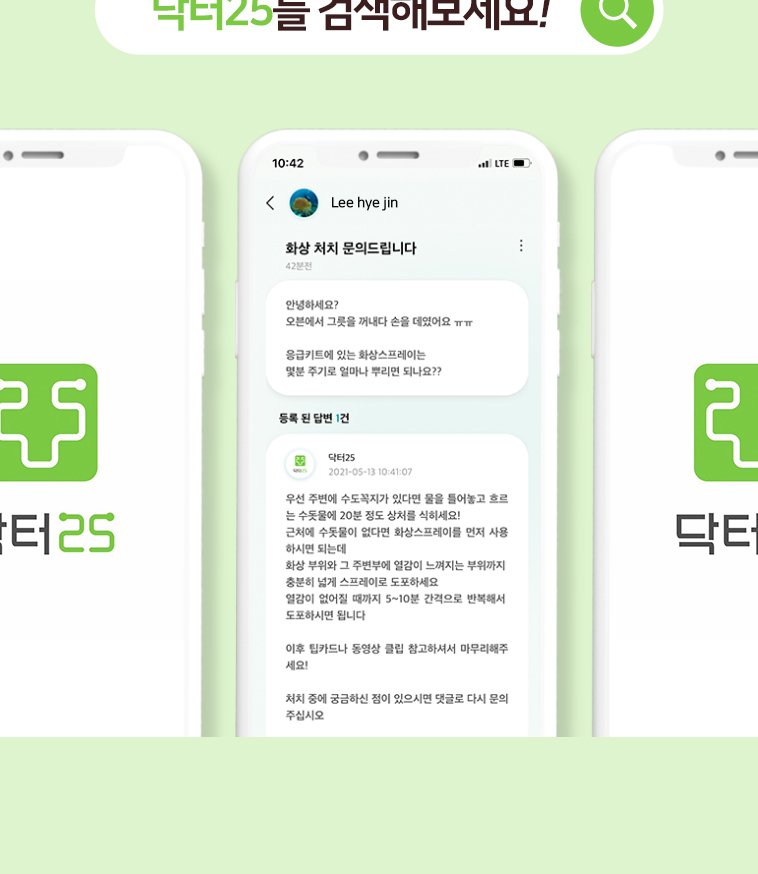 닥터25를 검색해보세요!
10:42
LTE
Lee hye jin
화상 처치 문의드립니다
42분전
안녕하세요?
오븐에서 그릇을 꺼내다 손을 데였어요 ㅠㅠ
응급키트에 있는 화상스프레이는
몇분 주기로 얼마나 뿌리면 되나요??
등록 된 답변 1건
닥터25
2021-05-13 10:41:07
우선 주변에 수도꼭지가 있다면 물을 틀어놓고 흐르
는 수돗물에 20분 정도 상처를 식히세요!
근처에 수돗물이 없다면 화상스프레이를 먼저 사용
하시면 되는데
화상 부위와 그 주변부에 열감이 느껴지는 부위까지
충분히 넓게 스프레이로 도포하세요
열감이 없어질 때까지 5~10분 간격으로 반복해서
도포하시면 됩니다
이후 팁카드나 동영상 클립 참고하셔서 마무리해주
세요!
처치 중에 궁금하신 점이 있으시면 댓글로 다시 문의
주십시오
닥터25
닥터